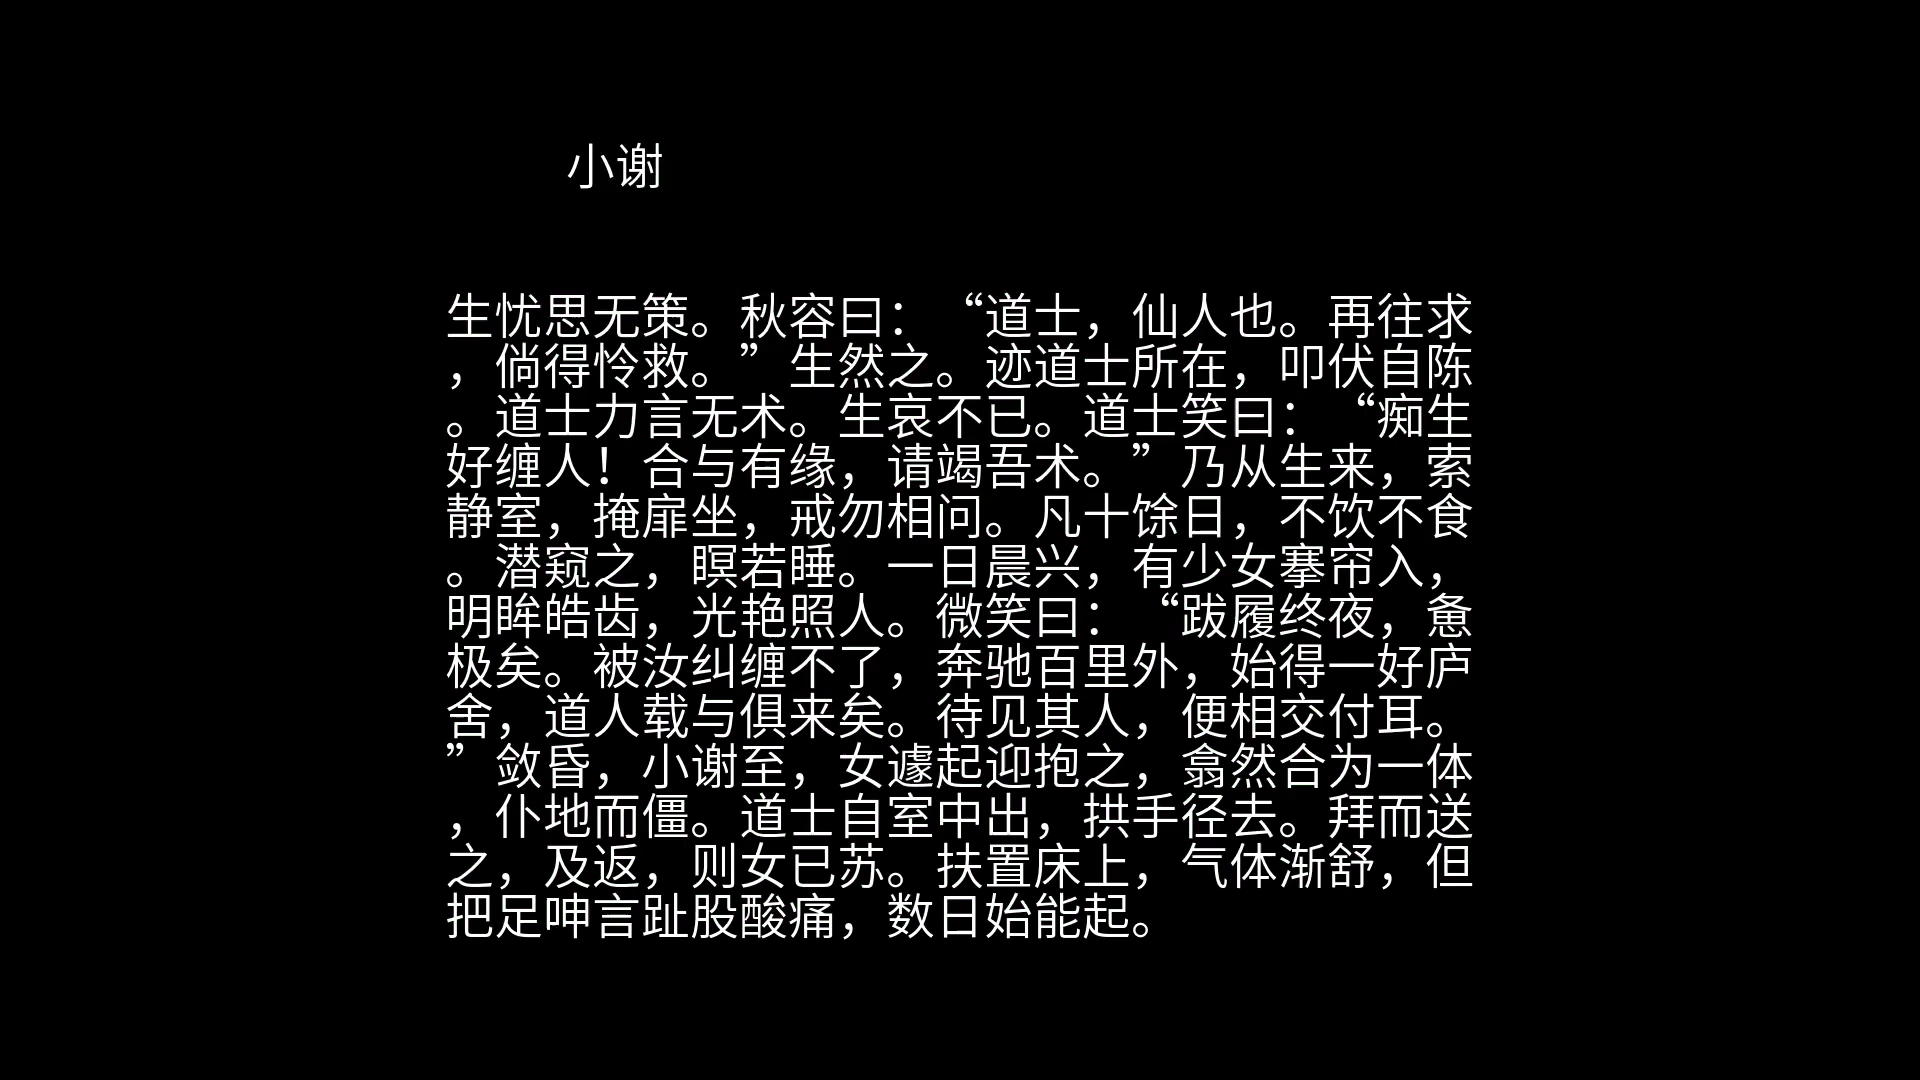 小谢
生忧思无策。秋容曰：“道士，仙人也。再往求
，倘得怜救。”生然之。迹道士所在，叩伏自陈
。道士力言无术。生哀不已。道士笑曰：“痴生
好缠人！合与有缘，请竭吾术。”乃从生来，索
静室，掩扉坐，戒勿相问。凡十馀日，不饮不食
。潜窥之，瞑若睡。一日晨兴，有少女搴帘入，
明眸皓齿，光艳照人。微笑曰：“跋履终夜，惫
极矣。被汝纠缠不了，奔驰百里外，始得一好庐
舍，道人载与俱来矣。待见其人，便相交付耳。
”敛昏，小谢至，女遽起迎抱之，翕然合为一体
，仆地而僵。道士自室中出，拱手径去。拜而送
之，及返，则女已苏。扶置床上，气体渐舒，但
把足呻言趾股酸痛，数日始能起。